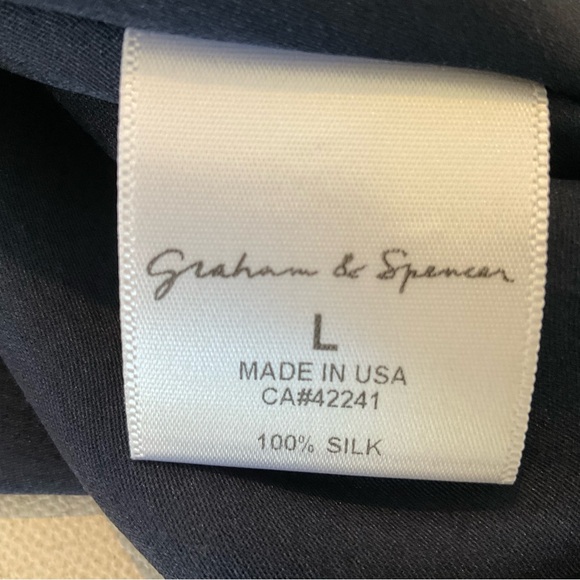 Graham & Spencer
L
MADE IN USA
CA#42241
100% SILK